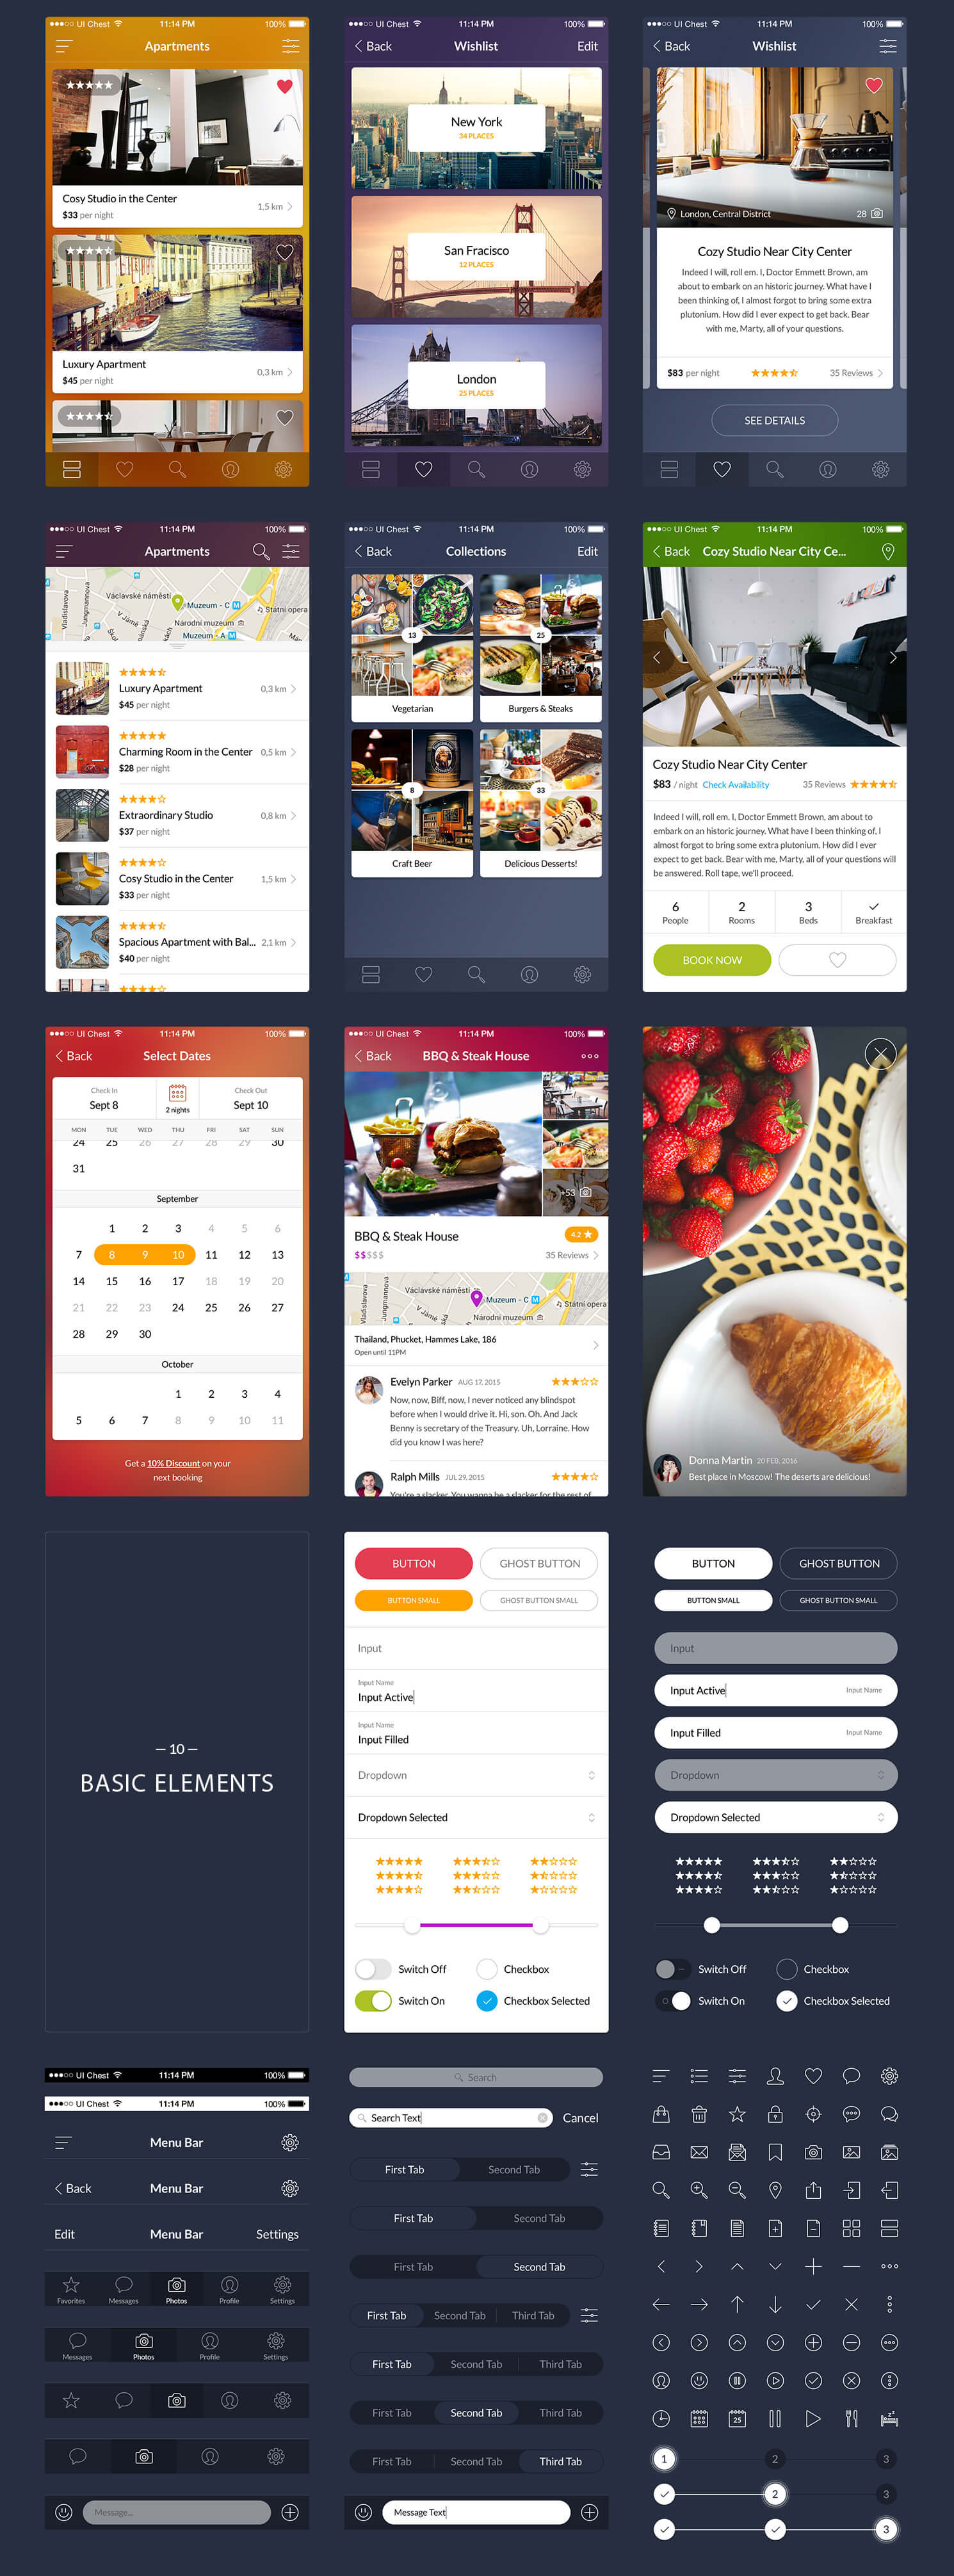 UI Chest 11:14 PM 100%
Apartments
Cosy Studio in the Center
$33 per night
1,5 km
Luxury Apartment
$45 per night
0,3 km
UI Chest 11:14 PM 100%
Back Wishlist Edit
New York
34 PLACES
San Fracisco
12 PLACES
London
25 PLACES
UI Chest 11:14 PM 100%
Back Wishlist
London, Central District 28
Cozy Studio Near City Center
Indeed I will, roll em. I, Doctor Emmett Brown, am
about to embark on an historic journey. What have I
been thinking of, I almost forgot to bring some extra
plutonium. How did I ever expect to get back. Bear
with me, Marty, all of your questions.
$83 per night 35 Reviews
SEE DETAILS
UI Chest 11:14 PM 100%
Apartments
Vladislavova
Jungmannova
Václavské náměstí
Muzeum - C M
Státní opera
V Jámě
Školská
Národní muzeum
Muzeum - A M
Luxury Apartment 0,3 km
$45 per night
Charming Room in the Center 0,5 km
$28 per night
Extraordinary Studio 0,8 km
$37 per night
Cosy Studio in the Center 1,5 km
$33 per night
Spacious Apartment with Bal... 2,1 km
$40 per night
UI Chest 11:14 PM 100%
Back Collections Edit
13
Vegetarian
25
Burgers & Steaks
8
Craft Beer
33
Delicious Desserts!
UI Chest 11:14 PM 100%
Back Cozy Studio Near City Ce...
Cozy Studio Near City Center
$83 / night Check Availability 35 Reviews
Indeed I will, roll em. I, Doctor Emmett Brown, am about to
embark on an historic journey. What have I been thinking of, I
almost forgot to bring some extra plutonium. How did I ever
expect to get back. Bear with me, Marty, all of your questions will
be answered. Roll tape, we'll proceed.
6 2 3
People Rooms Beds Breakfast
BOOK NOW
UI Chest 11:14 PM 100%
Back Select Dates
Check In Check Out
Sept 8 2 nights Sept 10
MON TUE WED THU FRI SAT SUN
24 25 26 27 28 29 30
31
September
1 2 3 4 5 6
7 8 9 10 11 12 13
14 15 16 17 18 19 20
21 22 23 24 25 26 27
28 29 30
October
1 2 3 4
5 6 7 8 9 10 11
Get a 10% Discount on your
next booking
UI Chest 11:14 PM 100%
Back BBQ & Steak House
+53
BBQ & Steak House 4.2
$$$$$ 35 Reviews
Vladislavova
Jungmannova
Václavské náměstí
Muzeum - C M
Státní opera
V Jámě
Národní muzeum
Thailand, Phucket, Hammes Lake, 186
Open until 11PM
Evelyn Parker AUG 17, 2015
Now, now, Biff, now, I never noticed any blindspot
before when I would drive it. Hi, son. Oh. And Jack
Benny is secretary of the Treasury. Uh, Lorraine. How
did you know I was here?
Ralph Mills JUL 29, 2015
You're a slacker. You wanna be a slacker for the rest of
Donna Martin 20 FEB, 2016
Best place in Moscow! The deserts are delicious!
— 10 —
BASIC ELEMENTS
BUTTON GHOST BUTTON
BUTTON SMALL GHOST BUTTON SMALL
Input
Input Name
Input Active
Input Name
Input Filled
Dropdown
Dropdown Selected
Switch Off Checkbox
Switch On Checkbox Selected
BUTTON GHOST BUTTON
BUTTON SMALL GHOST BUTTON SMALL
Input
Input Active Input Name
Input Filled Input Name
Dropdown
Dropdown Selected
Switch Off Checkbox
Switch On Checkbox Selected
UI Chest 11:14 PM 100%
UI Chest 11:14 PM 100%
Menu Bar
Back Menu Bar
Edit Menu Bar Settings
Favorites Messages Photos Profile Settings
Messages Photos Profile Settings
Message...
Search
Search Text Cancel
First Tab Second Tab
First Tab Second Tab
First Tab Second Tab
First Tab Second Tab Third Tab
First Tab Second Tab Third Tab
First Tab Second Tab Third Tab
First Tab Second Tab Third Tab
Message Text
25
1 2 3
2 3
3